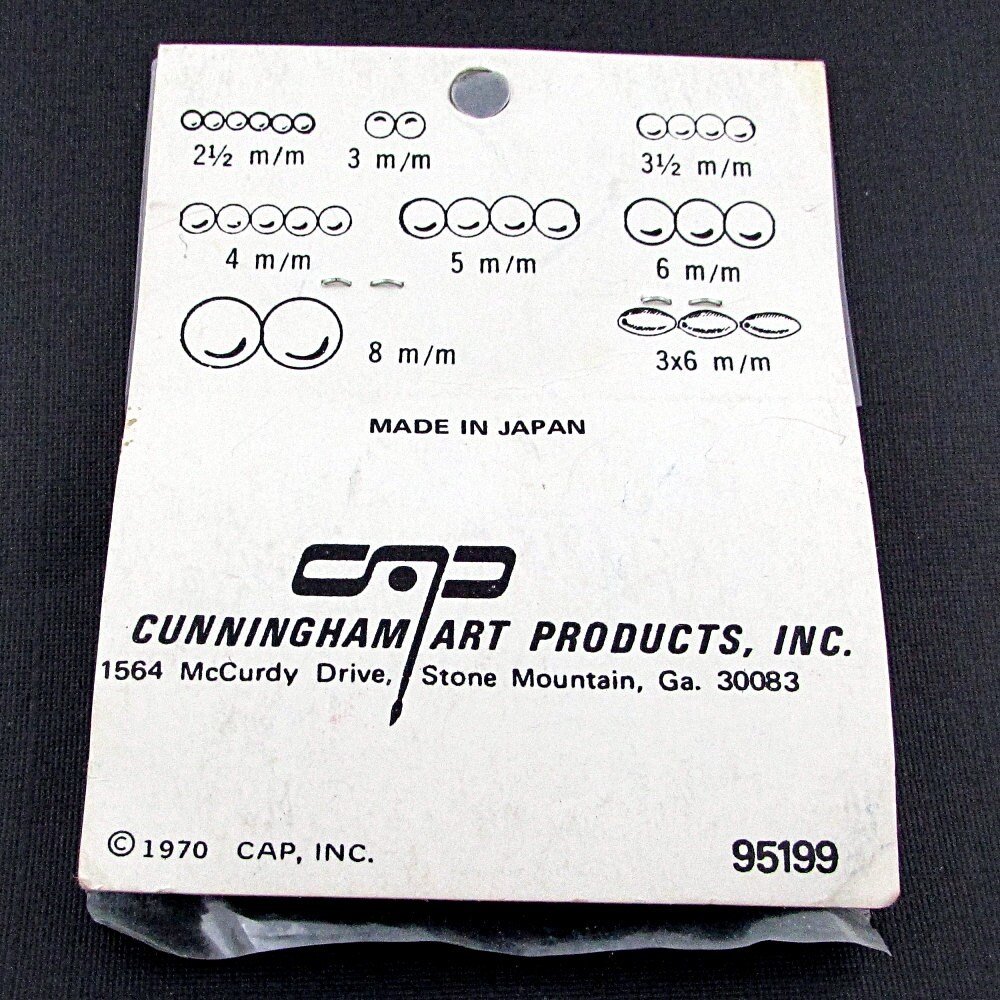 2½ m/m 3 m/m 3½ m/m
4 m/m 5 m/m 6 m/m
8 m/m 3x6 m/m
MADE IN JAPAN
cap
CUNNINGHAM ART PRODUCTS, INC.
1564 McCurdy Drive, Stone Mountain, Ga. 30083
©1970 CAP, INC. 95199